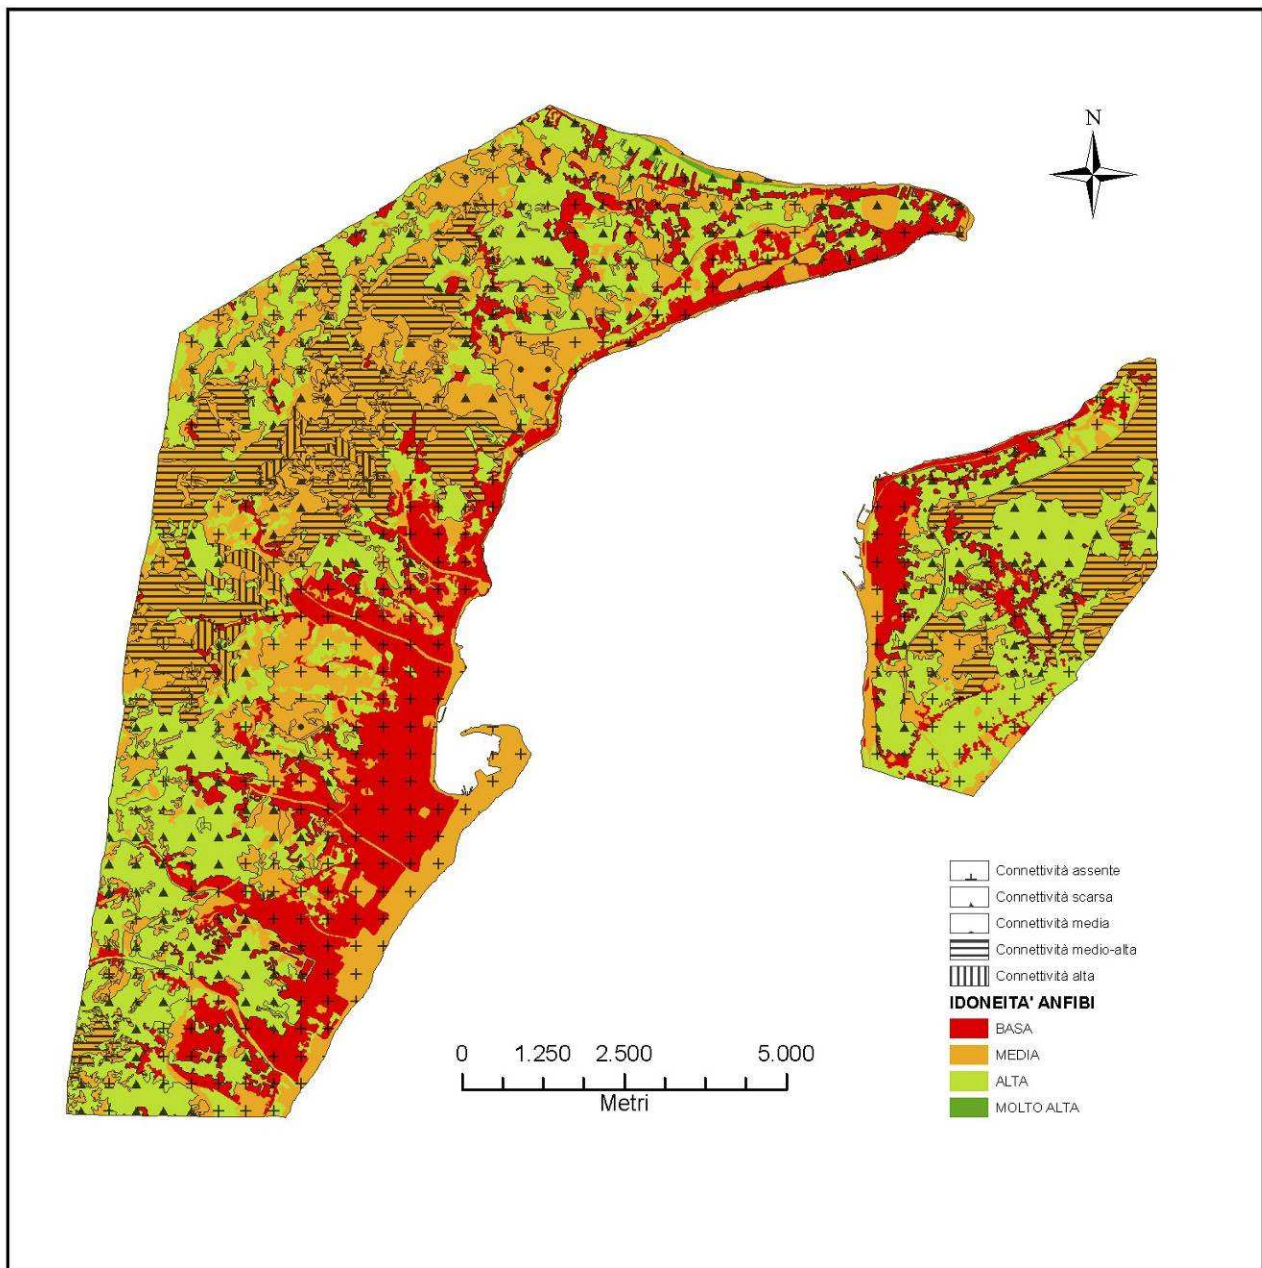 N
Connettività assente
Connettività scarsa
Connettività media
Connettività medio-alta
Connettività alta
IDONEITA' ANFIBI
BASA
MEDIA
ALTA
MOLTO ALTA
0 1.250 2.500 5.000
Metri